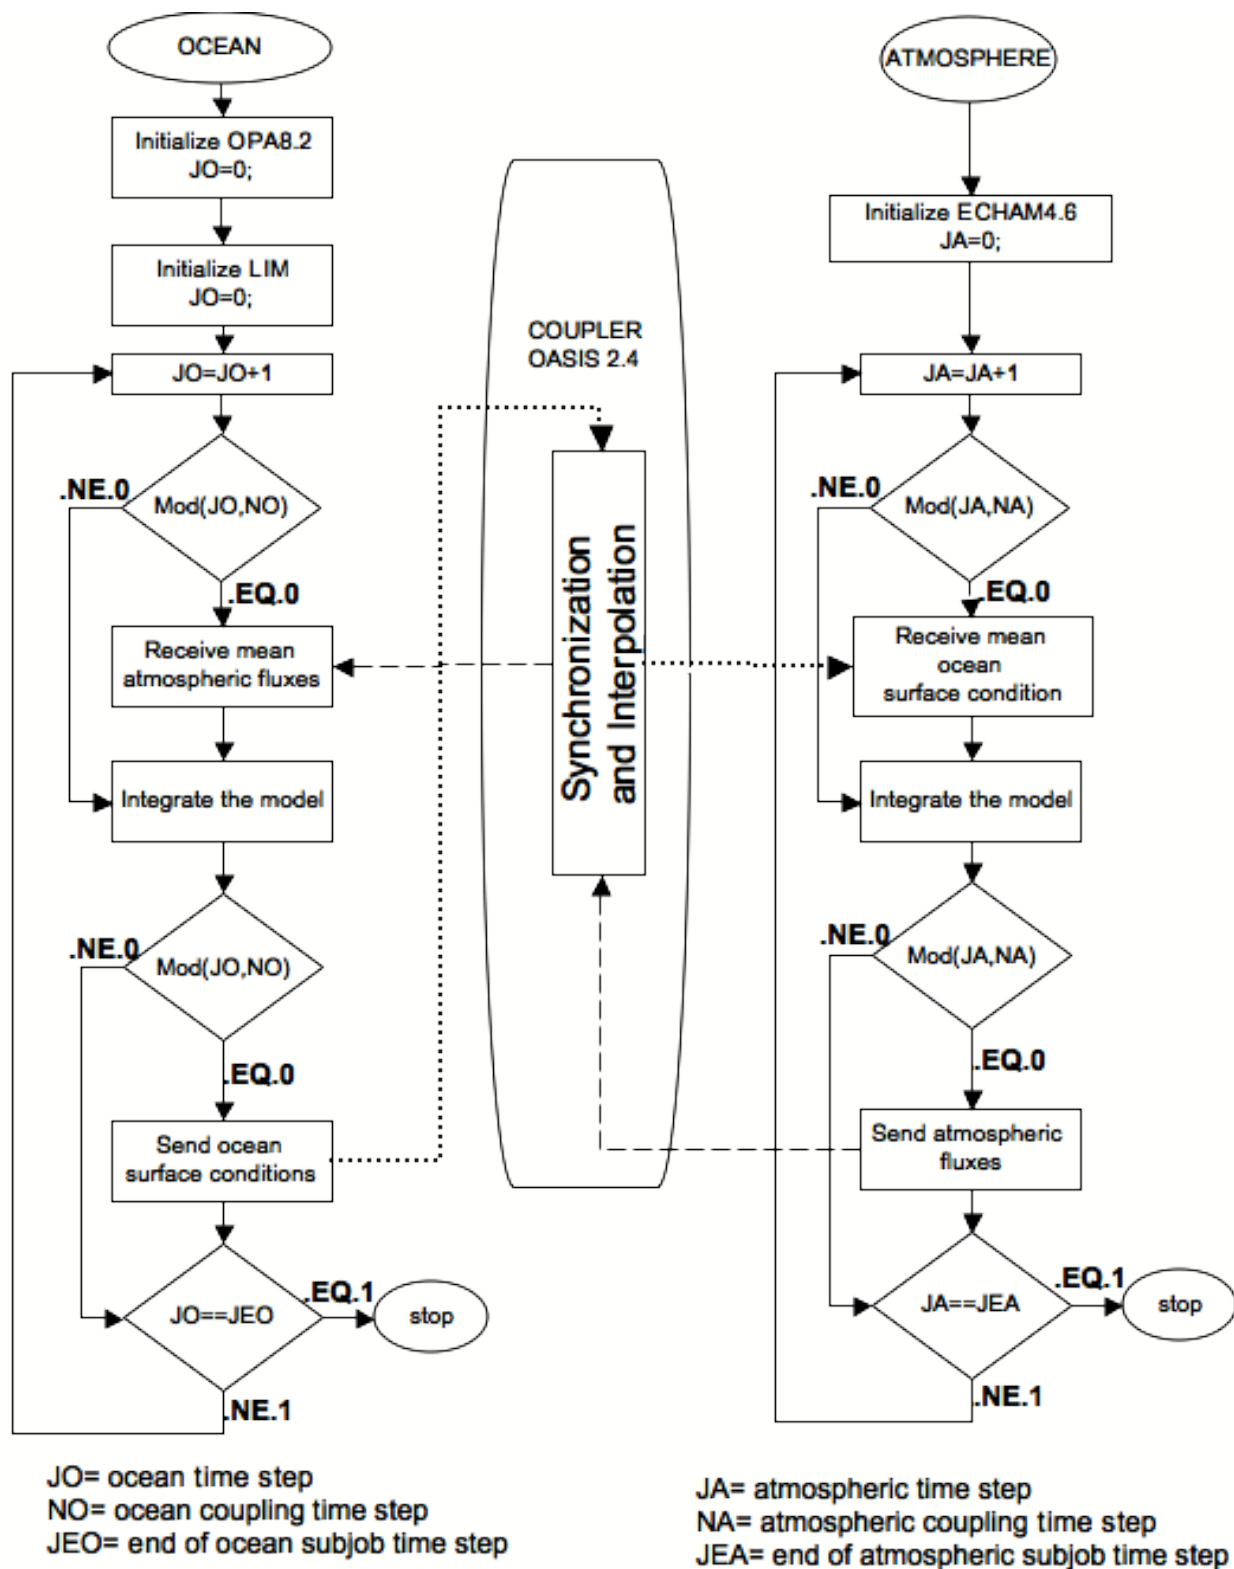 OCEAN
Initialize OPA8.2
JO=0;
Initialize LIM
JO=0;
JO=JO+1
.NE.0
Mod(JO,NO)
.EQ.0
Receive mean
atmospheric fluxes
Integrate the model
.NE.0
Mod(JO,NO)
.EQ.0
Send ocean
surface conditions
JO==JEO
.EQ.1
stop
.NE.1
JO= ocean time step
NO= ocean coupling time step
JEO= end of ocean subjob time step
COUPLER
OASIS 2.4
Synchronization
and Interpolation
ATMOSPHERE
Initialize ECHAM4.6
JA=0;
JA=JA+1
.NE.0
Mod(JA,NA)
.EQ.0
Receive mean
ocean
surface condition
Integrate the model
.NE.0
Mod(JA,NA)
.EQ.0
Send atmospheric
fluxes
JA==JEA
.EQ.1
stop
.NE.1
JA= atmospheric time step
NA= atmospheric coupling time step
JEA= end of atmospheric subjob time step